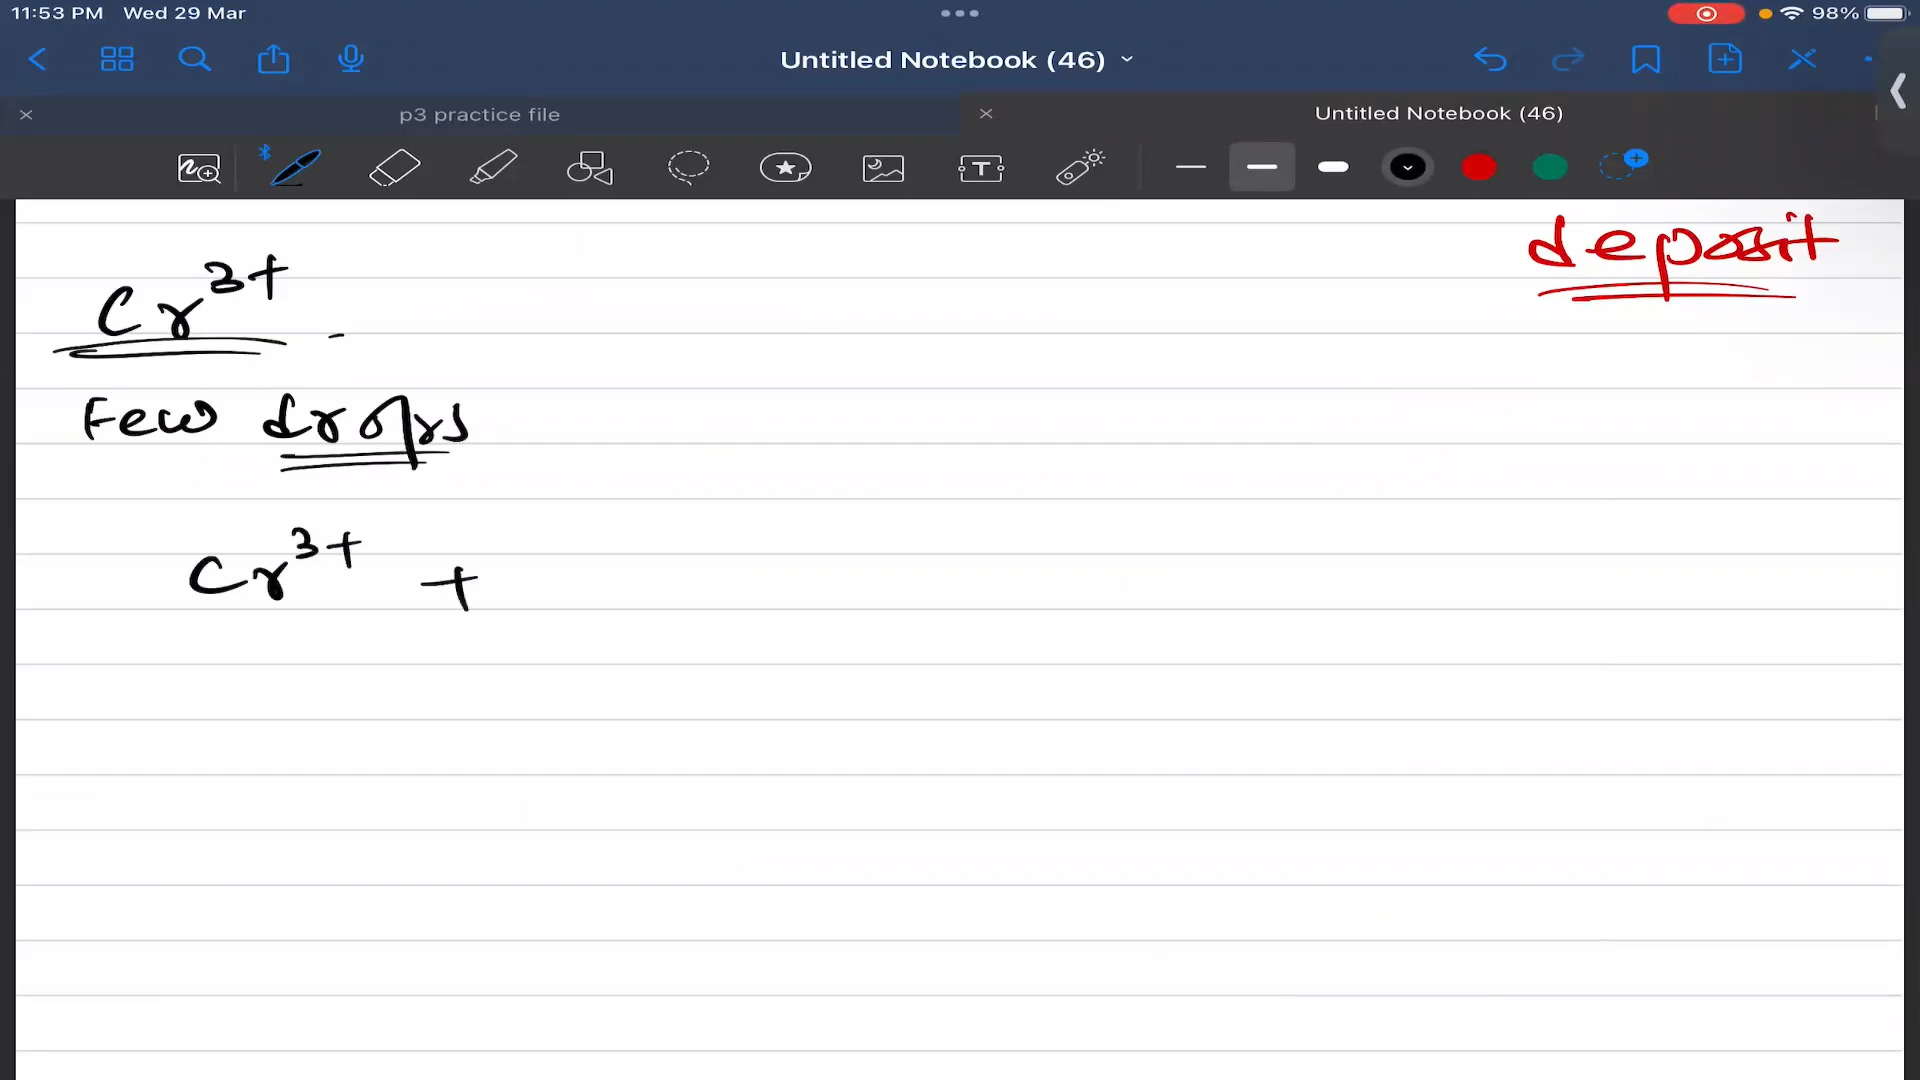 11:53 PM Wed 29 Mar
98%
Untitled Notebook (46)
p3 practice file
Untitled Notebook (46)
T
deposit
Cr³⁺
Few drops
Cr³⁺ +